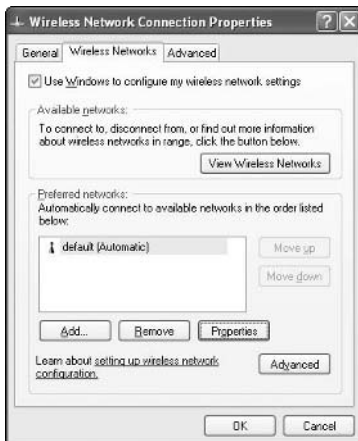 Wireless Network Connection Properties
General Wireless Networks Advanced
Use Windows to configure my wireless network settings
Available networks:
To connect to, disconnect from, or find out more information
about wireless networks in range, click the button below.
View Wireless Networks
Preferred networks:
Automatically connect to available networks in the order listed
below:
default (Automatic)
Move up
Move down
Add... Remove Properties
Learn about setting up wireless network
configuration.
Advanced
OK Cancel